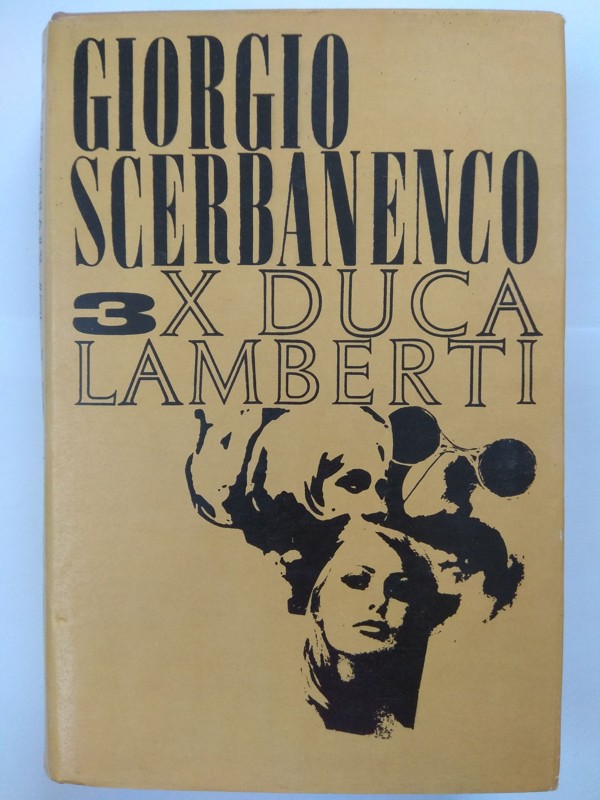 GIORGIO
SCERBANENCO
3X DUCA
LAMBERTI